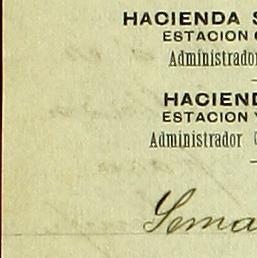 HACIENDA S
ESTACION
Administrador
HACIEND
ESTACION Y
Administrador
Sema